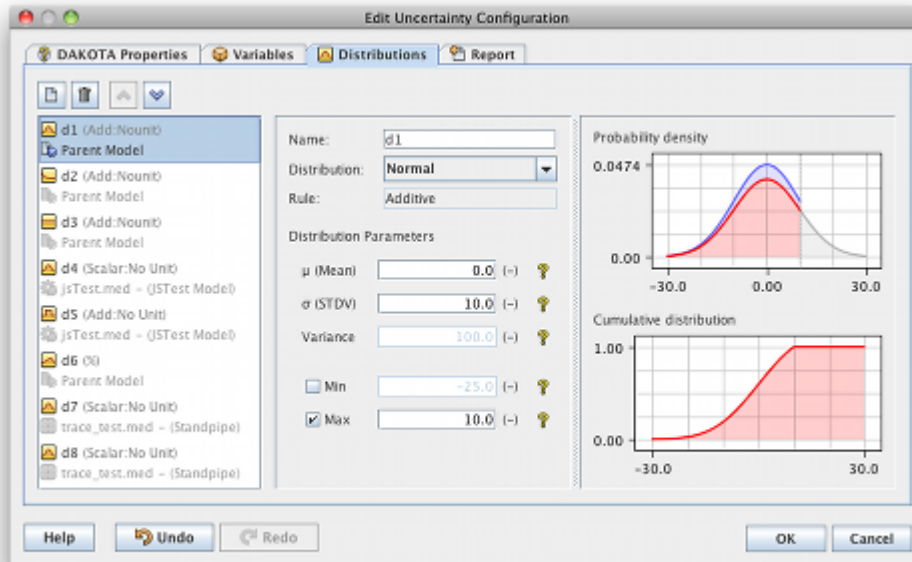 Edit Uncertainty Configuration
DAKOTA Properties Variables Distributions Report
d1 (Add:Nounit)
Parent Model
d2 (Add:Nounit)
Parent Model
d3 (Add:Nounit)
Parent Model
d4 (Scalar:No Unit)
jsTest.med - (JSTest Model)
d5 (Add:No Unit)
jsTest.med - (JSTest Model)
d6 (%)
Parent Model
d7 (Scalar:No Unit)
trace_test.med - (Standpipe)
d8 (Scalar:No Unit)
trace_test.med - (Standpipe)
Name: d1
Distribution: Normal
Rule: Additive
Distribution Parameters
μ (Mean) 0.0 (-) ?
σ (STDV) 10.0 (-) ?
Variance 100.0 (-) ?
Min -25.0 (-) ?
Max 10.0 (-) ?
Probability density
0.0474
0.00
-30.0 0.00 30.0
Cumulative distribution
1.00
0.00
-30.0 30.0
Help Undo Redo OK Cancel